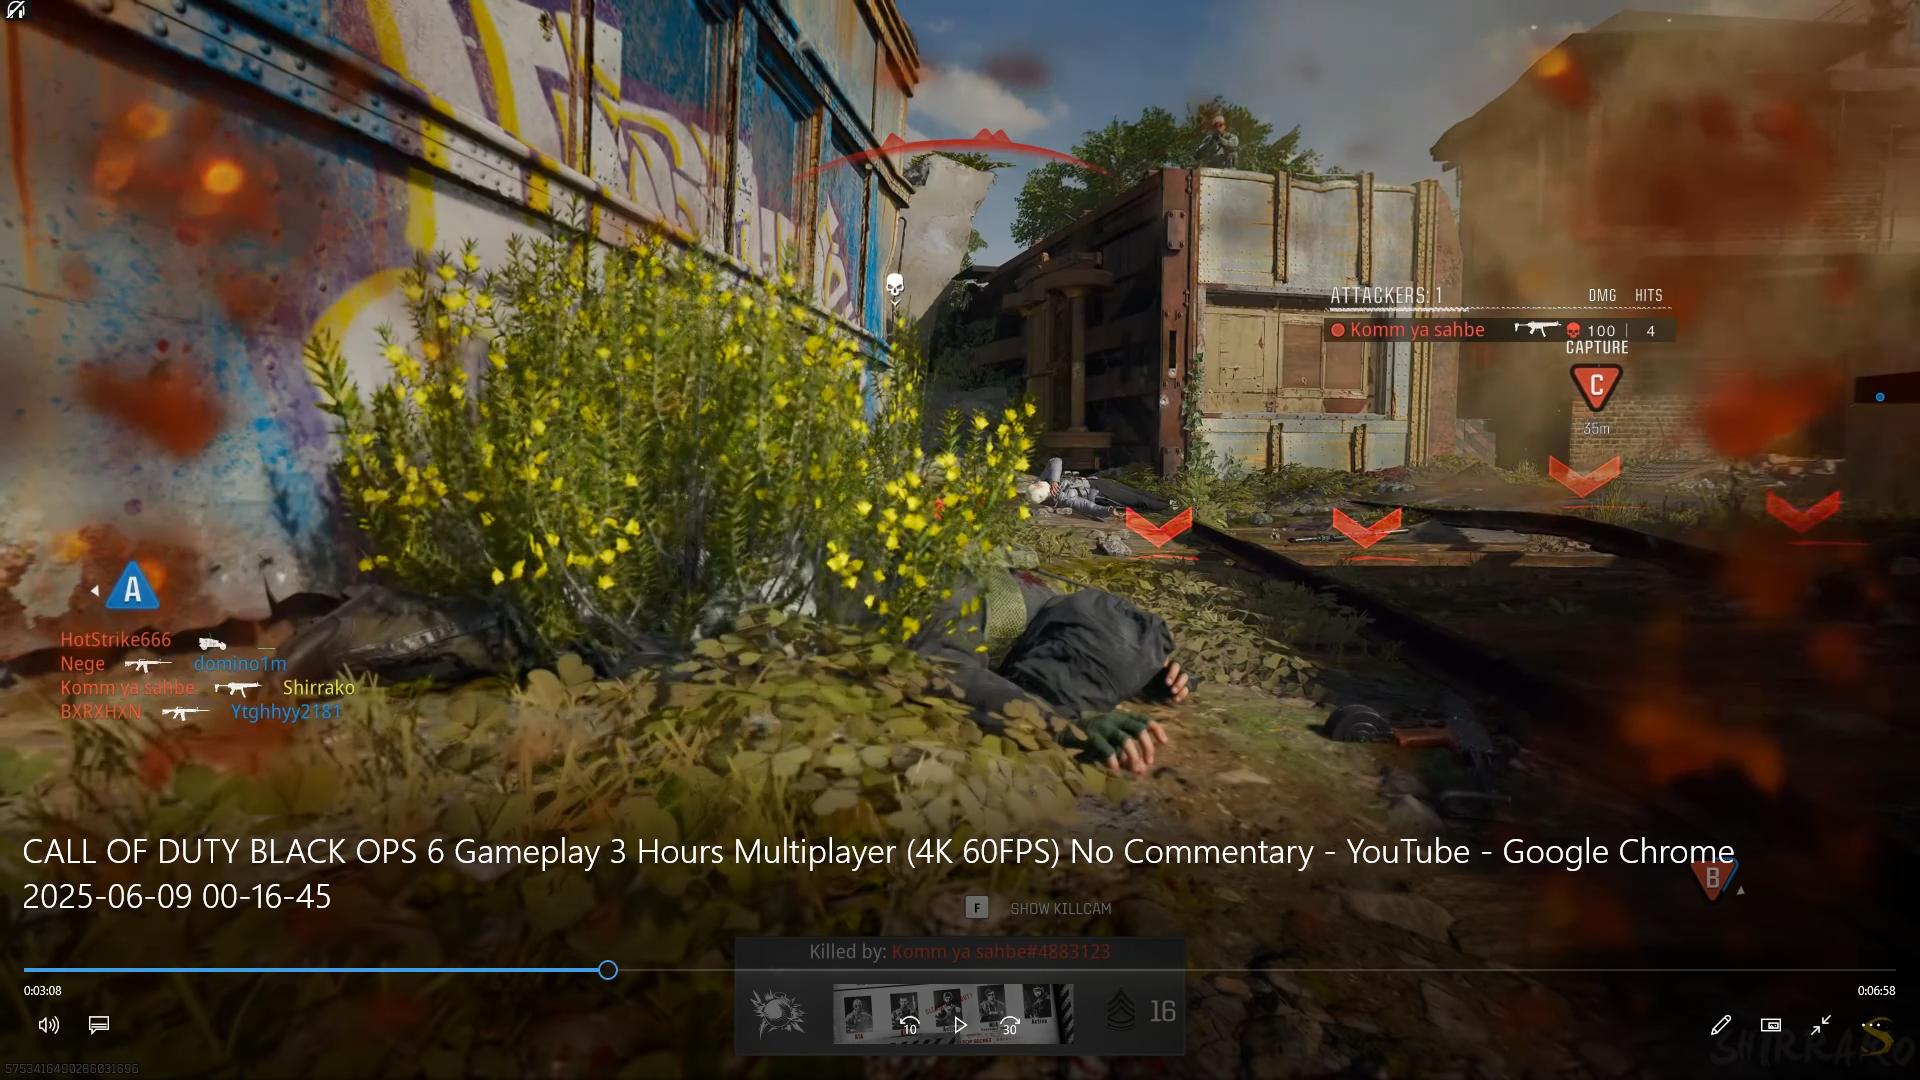 ATTACKERS: 1 DMG HITS
Komm ya sahbe 100 | 4
CAPTURE
C
35m
A
HotStrike666
Nege domino1m
Komm ya sahbe Shirrako
BXRXHXN Ytghhyy2181
CALL OF DUTY BLACK OPS 6 Gameplay 3 Hours Multiplayer (4K 60FPS) No Commentary - YouTube - Google Chrome
2025-06-09 00-16-45
B
F SHOW KILLCAM
Killed by: Komm ya sahbe#4883123
0:03:08
0:06:58
16
10
30
TOP SECRET
SHIRRAKO
5753416490286031696